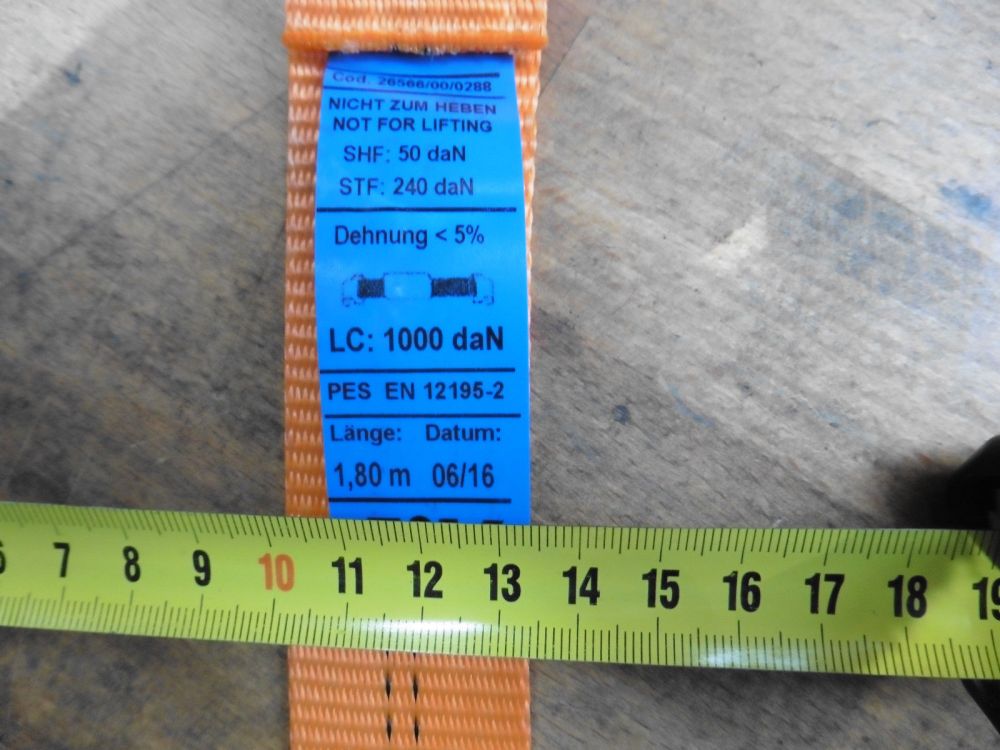 Cod. 26566/00/0288
NICHT ZUM HEBEN
NOT FOR LIFTING
SHF: 50 daN
STF: 240 daN
Dehnung < 5%
LC: 1000 daN
PES EN 12195-2
Länge: Datum:
1,80 m 06/16
7 8 9 10 11 12 13 14 15 16 17 18 19